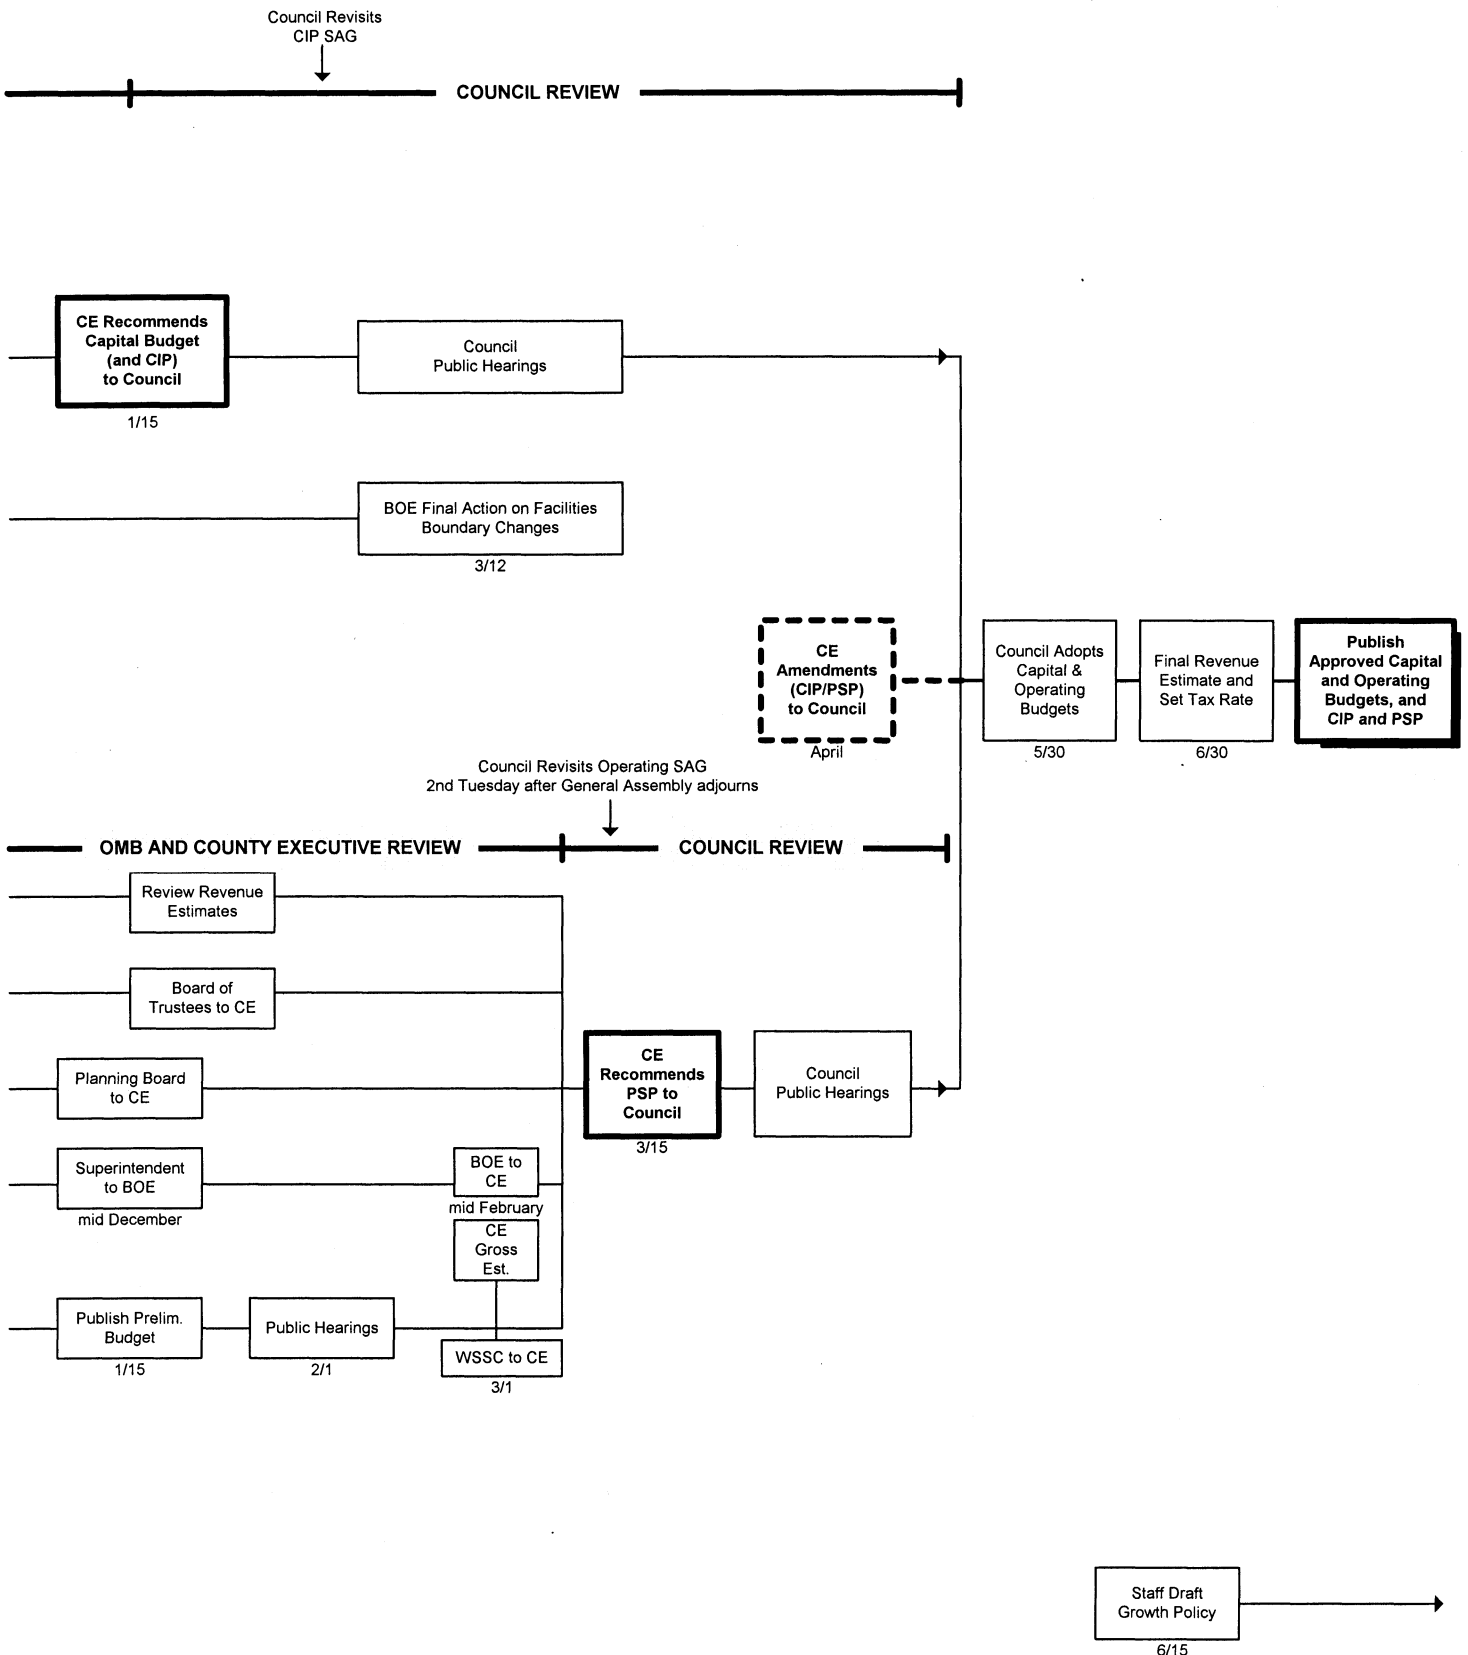 Council Revisits
CIP SAG
COUNCIL REVIEW
CE Recommends
Capital Budget
(and CIP)
to Council
1/15
Council
Public Hearings
BOE Final Action on Facilities
Boundary Changes
3/12
CE
Amendments
(CIP/PSP)
to Council
April
Council Adopts
Capital &
Operating
Budgets
5/30
Final Revenue
Estimate and
Set Tax Rate
6/30
Publish
Approved Capital
and Operating
Budgets, and
CIP and PSP
Council Revisits Operating SAG
2nd Tuesday after General Assembly adjourns
OMB AND COUNTY EXECUTIVE REVIEW
COUNCIL REVIEW
Review Revenue
Estimates
Board of
Trustees to CE
Planning Board
to CE
CE
Recommends
PSP to
Council
3/15
Council
Public Hearings
Superintendent
to BOE
mid December
BOE to
CE
mid February
CE
Gross
Est.
Publish Prelim.
Budget
1/15
Public Hearings
2/1
WSSC to CE
3/1
Staff Draft
Growth Policy
6/15